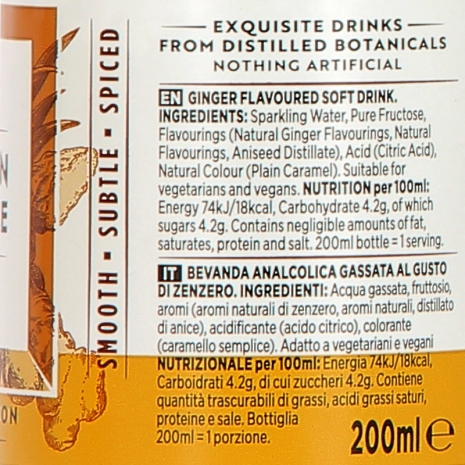 EXQUISITE DRINKS
FROM DISTILLED BOTANICALS
NOTHING ARTIFICIAL
SMOOTH ▪ SUBTLE ▪ SPICED
EN GINGER FLAVOURED SOFT DRINK.
INGREDIENTS: Sparkling Water, Pure Fructose,
Flavourings (Natural Ginger Flavourings, Natural
Flavourings, Aniseed Distillate), Acid (Citric Acid),
Natural Colour (Plain Caramel). Suitable for
vegetarians and vegans. NUTRITION per 100ml:
Energy 74kJ/18kcal, Carbohydrate 4.2g, of which
sugars 4.2g. Contains negligible amounts of fat,
saturates, protein and salt. 200ml bottle = 1 serving.
IT BEVANDA ANALCOLICA GASSATA AL GUSTO
DI ZENZERO. INGREDIENTI: Acqua gassata, fruttosio,
aromi (aromi naturali di zenzero, aromi naturali, distillato
di anice), acidificante (acido citrico), colorante
(caramello semplice). Adatto a vegetariani e vegani
NUTRIZIONALE per 100ml: Energia 74kJ/18kcal,
Carboidrati 4.2g, di cui zuccheri 4.2g. Contiene
quantità trascurabili di grassi, acidi grassi saturi,
proteine e sale. Bottiglia
200ml = 1 porzione.
200ml ℮